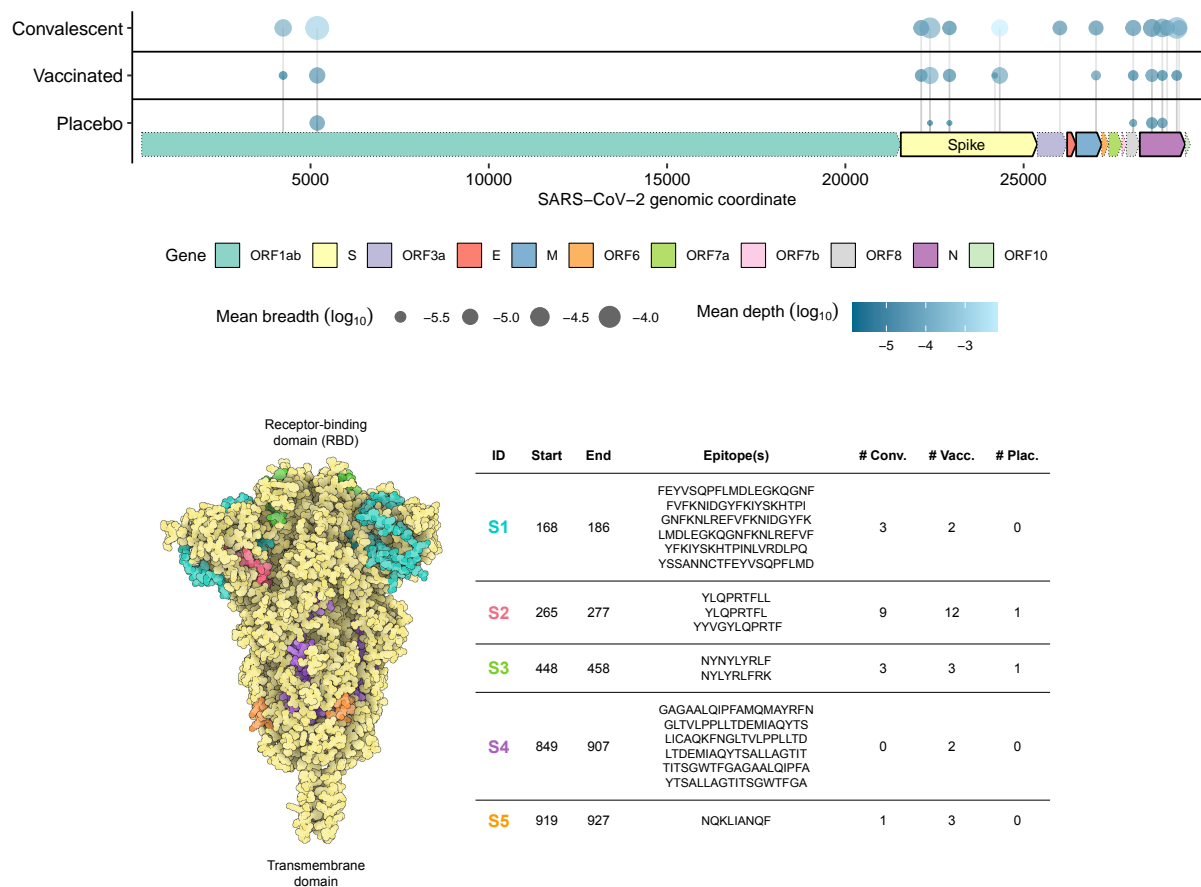 Convalescent
Vaccinated
Placebo
Spike
5000 10000 15000 20000 25000
SARS−CoV−2 genomic coordinate
Gene ORF1ab S ORF3a E M ORF6 ORF7a ORF7b ORF8 N ORF10
Mean breadth (log10) −5.5 −5.0 −4.5 −4.0 Mean depth (log10)
−5 −4 −3
Receptor-binding
domain (RBD)
ID Start End Epitope(s) # Conv. # Vacc. # Plac.
FEYVSQPFLMDLEGKQGNF
FVFKNIDGYFKIYSKHTPI
GNFKNLREFVFKNIDGYFK
S1 168 186 3 2 0
LMDLEGKQGNFKNLREFVF
YFKIYSKHTPINLVRDLPQ
YSSANNCTFEYVSQPFLMD
YLQPRTFLL
S2 265 277 YLQPRTFL 9 12 1
YYVGYLQPRTF
NYNYLYRLF
S3 448 458 3 3 1
NYLYRLFRK
GAGAALQIPFAMQMAYRFN
GLTVLPPLLTDEMIAQYTS
LICAQKFNGLTVLPPLLTD
S4 849 907 0 2 0
LTDEMIAQYTSALLAGTIT
TITSGWTFGAGAALQIPFA
YTSALLAGTITSGWTFGA
S5 919 927 NQKLIANQF 1 3 0
Transmembrane
domain